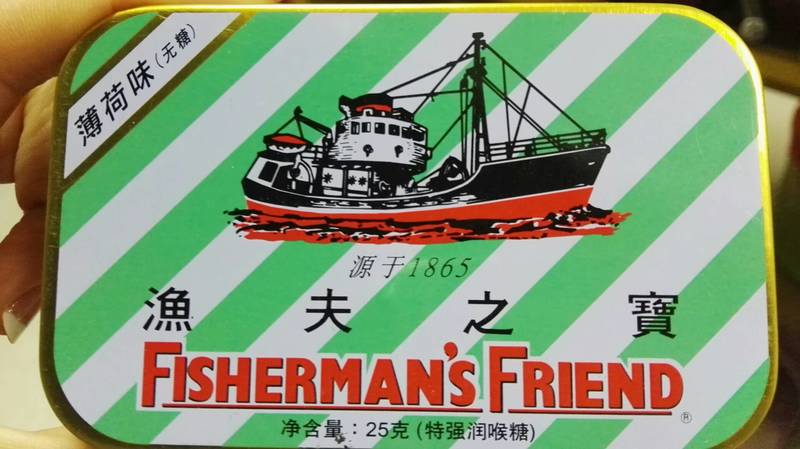 薄荷味(无糖)
源于1865
漁夫之寶
FISHERMAN'S FRIEND®
净含量：25克(特强润喉糖)